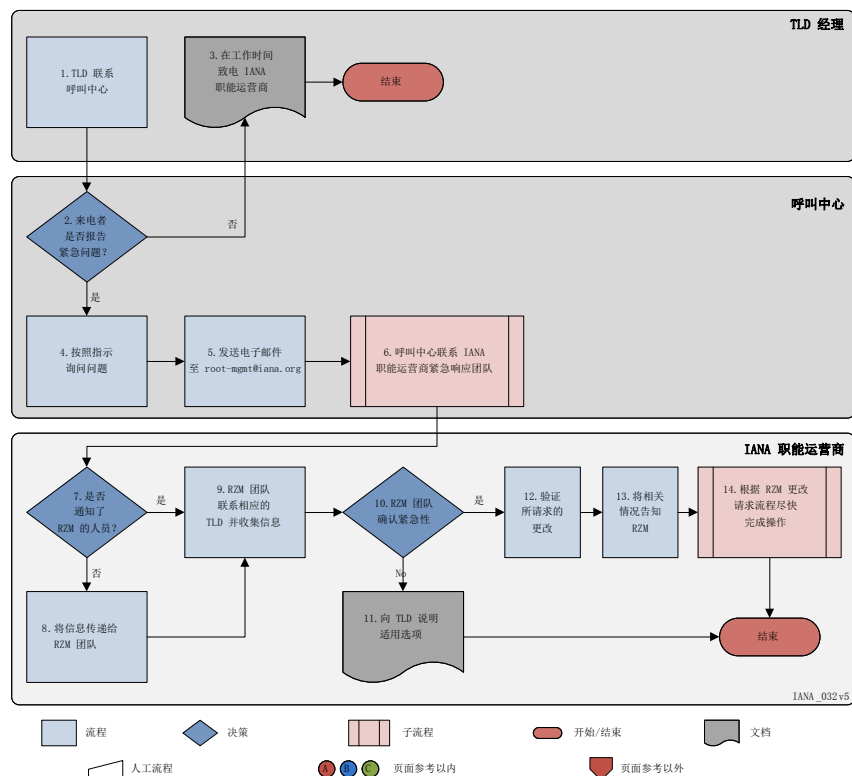 TLD 经理
1.TLD 联系
呼叫中心
3.在工作时间
致电 IANA
职能运营商
结束
呼叫中心
2.来电者
是否报告
紧急问题?
否
是
4.按照指示
询问问题
5.发送电子邮件
至 root-mgmt@iana.org
6.呼叫中心联系 IANA
职能运营商紧急响应团队
IANA 职能运营商
7.是否
通知了
RZM 的人员?
是
否
8.将信息传递给
RZM 团队
9.RZM 团队
联系相应的
TLD 并收集信息
10.RZM 团队
确认紧急性
是
No
11.向 TLD 说明
适用选项
12.验证
所请求的
更改
13.将相关
情况告知
RZM
14.根据 RZM 更改
请求流程尽快
完成操作
结束
IANA_032v5
流程
决策
子流程
开始/结束
文档
人工流程
A B C 页面参考以内
页面参考以外